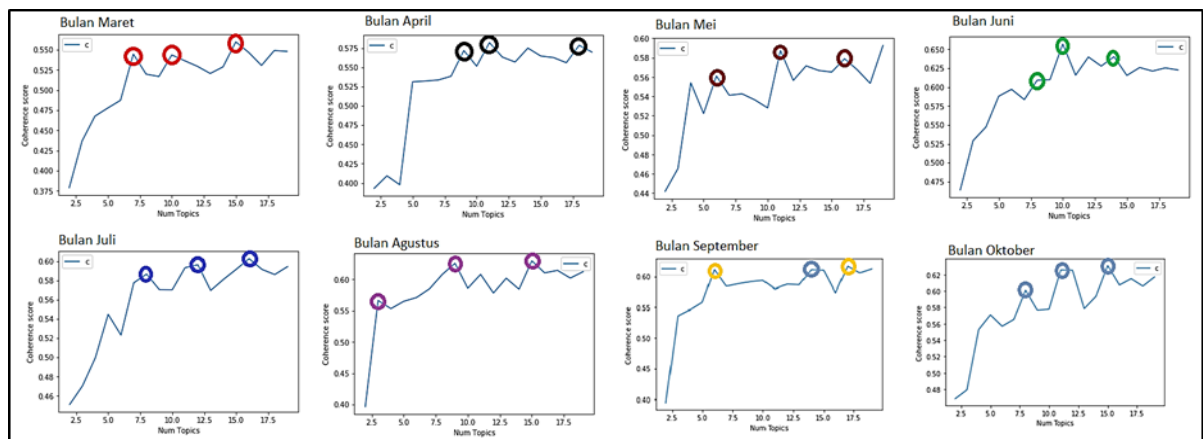 Bulan Maret
c
Coherence score
0.550
0.525
0.500
0.475
0.450
0.425
0.400
0.375
2.5 5.0 7.5 10.0 12.5 15.0 17.5
Num Topics
Bulan April
c
Coherence score
0.575
0.550
0.525
0.500
0.475
0.450
0.425
0.400
2.5 5.0 7.5 10.0 12.5 15.0 17.5
Num Topics
Bulan Mei
c
Coherence score
0.60
0.58
0.56
0.54
0.52
0.50
0.48
0.46
0.44
2.5 5.0 7.5 10.0 12.5 15.0 17.5
Num Topics
Bulan Juni
c
Coherence score
0.650
0.625
0.600
0.575
0.550
0.525
0.500
0.475
2.5 5.0 7.5 10.0 12.5 15.0 17.5
Num Topics
Bulan Juli
c
Coherence score
0.60
0.58
0.56
0.54
0.52
0.50
0.48
0.46
2.5 5.0 7.5 10.0 12.5 15.0 17.5
Num Topics
Bulan Agustus
c
Coherence score
0.60
0.55
0.50
0.45
0.40
2.5 5.0 7.5 10.0 12.5 15.0 17.5
Num Topics
Bulan September
c
Coherence score
0.60
0.55
0.50
0.45
0.40
2.5 5.0 7.5 10.0 12.5 15.0 17.5
Num Topics
Bulan Oktober
c
Coherence score
0.62
0.60
0.58
0.56
0.54
0.52
0.50
0.48
2.5 5.0 7.5 10.0 12.5 15.0 17.5
Num Topics